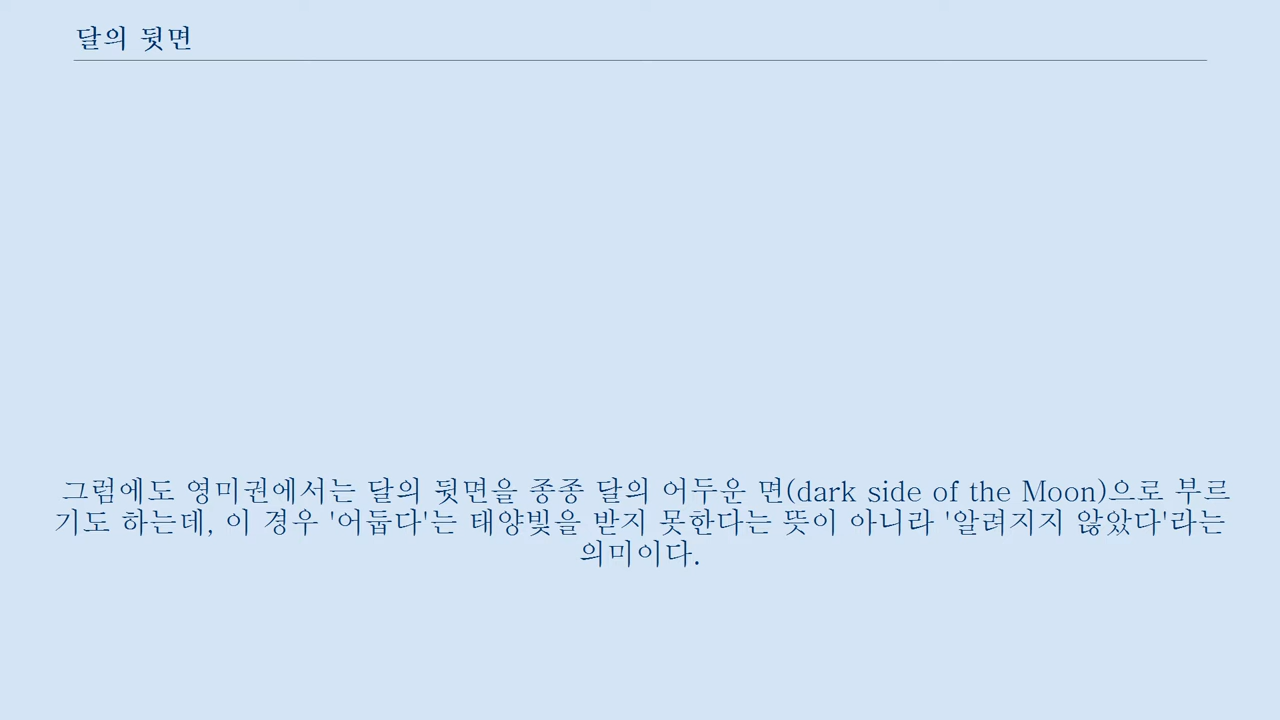 달의 뒷면
그럼에도 영미권에서는 달의 뒷면을 종종 달의 어두운 면(dark side of the Moon)으로 부르
기도 하는데, 이 경우 '어둡다'는 태양빛을 받지 못한다는 뜻이 아니라 '알려지지 않았다'라는
의미이다.